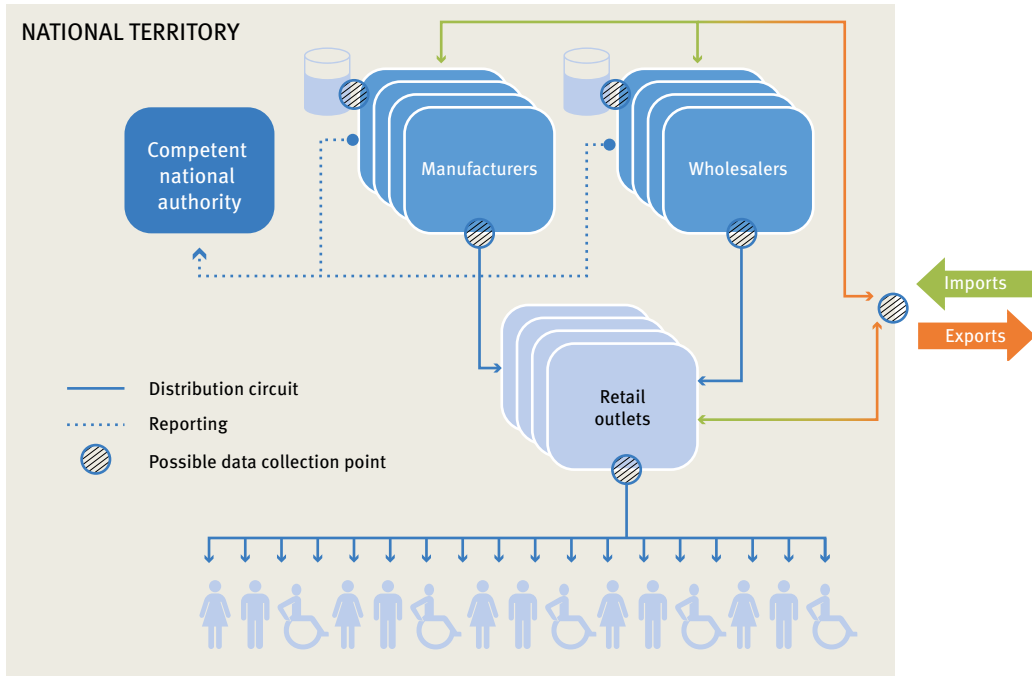 NATIONAL TERRITORY
Competent
national
authority
Manufacturers
Wholesalers
Imports
Exports
Retail
outlets
Distribution circuit
Reporting
Possible data collection point